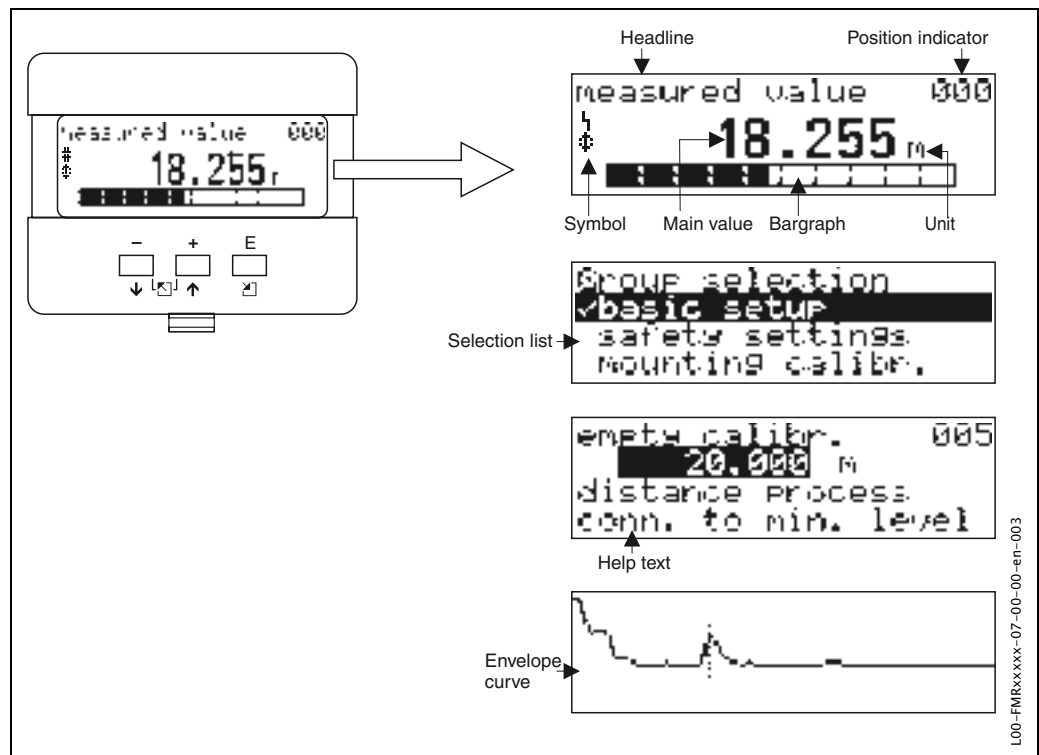 Headline Position indicator
measured value 000
18.255 m
Symbol Main value Bargraph Unit
measured value 000
18.255
- + E
Group selection
✓basic setup
Selection list
safety settings
mounting calibr.
empty calibr. 005
20.000 m
distance process
conn. to min. level
Help text
Envelope
curve
L00-FMRxxxxx-07-00-00-en-003